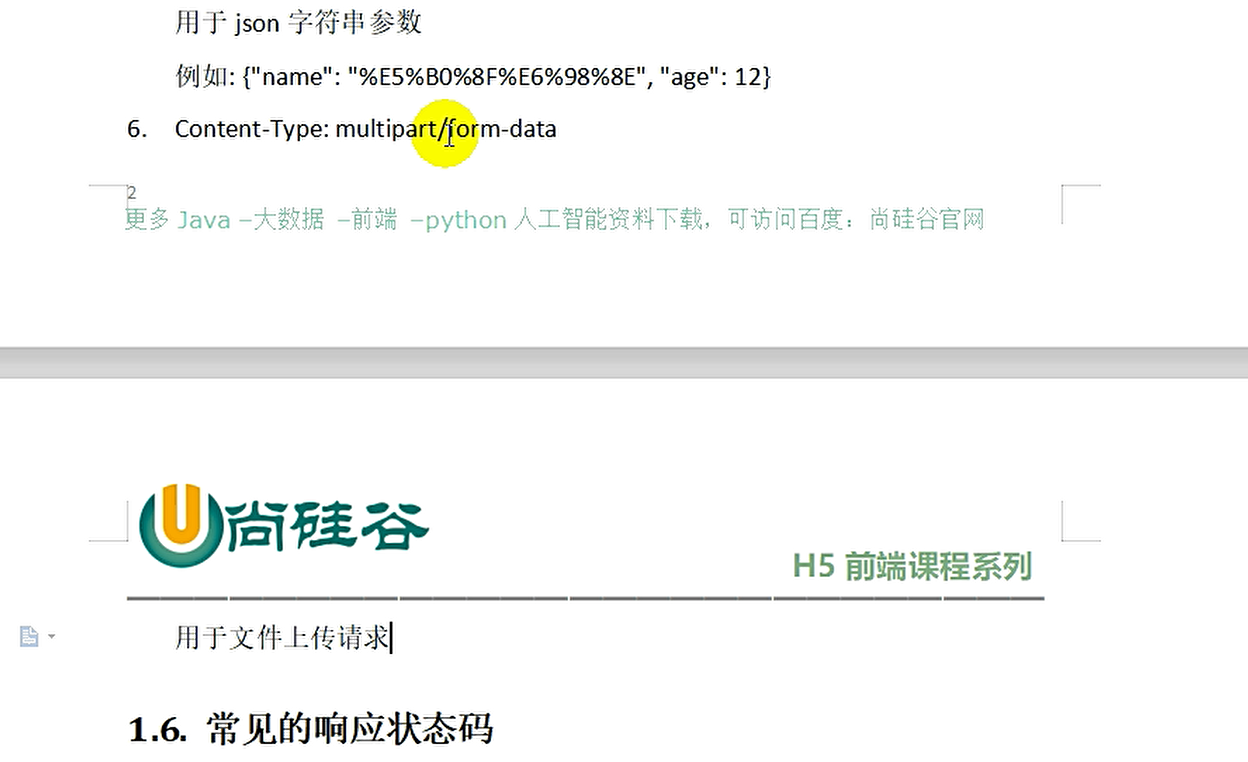 用于 json 字符串参数
例如: {"name": "%E5%B0%8F%E6%98%8E", "age": 12}
6. Content-Type: multipart/form-data
2
更多 Java –大数据 –前端 –python 人工智能资料下载，可访问百度：尚硅谷官网
尚硅谷
H5 前端课程系列
用于文件上传请求
1.6. 常见的响应状态码